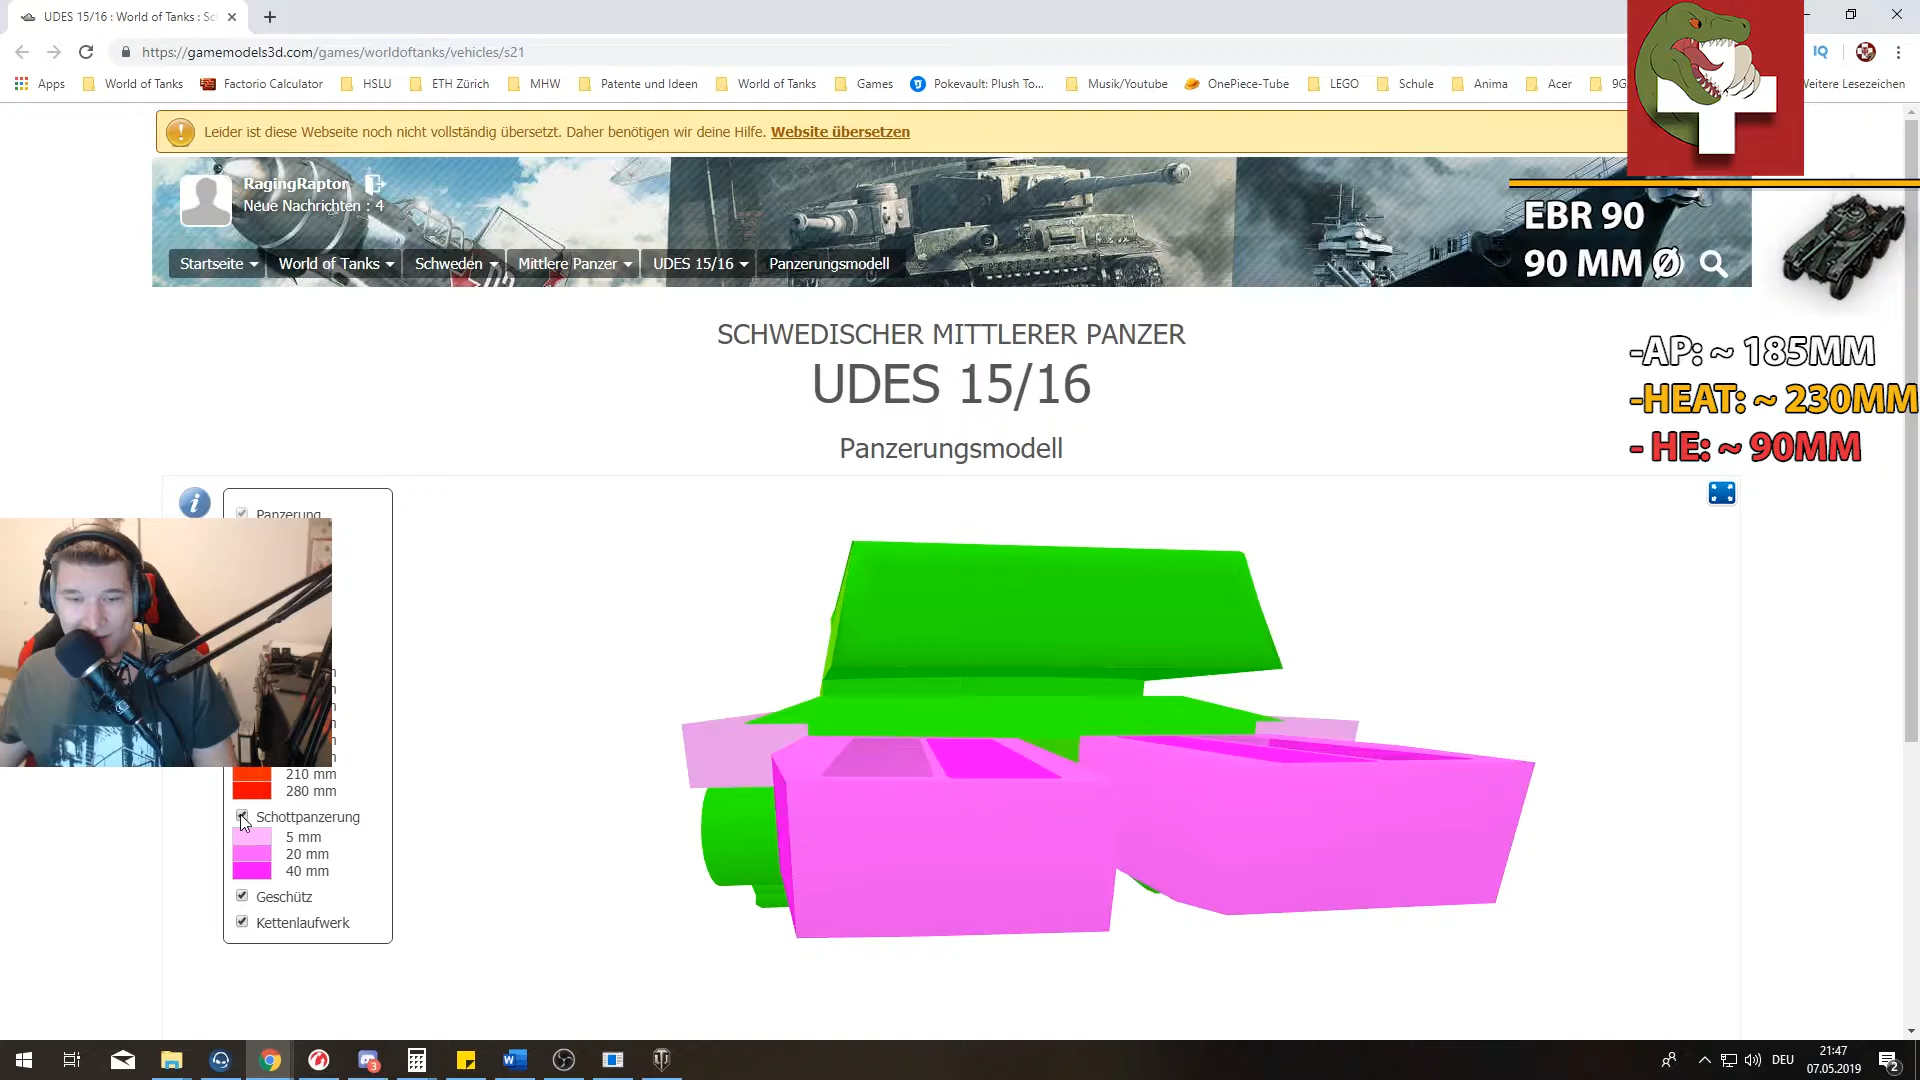 UDES 15/16 : World of Tanks : Sc
https://gamemodels3d.com/games/worldoftanks/vehicles/s21
IQ
Apps
World of Tanks
Factorio Calculator
HSLU
ETH Zürich
MHW
Patente und Ideen
World of Tanks
Games
Pokevault: Plush To...
Musik/Youtube
OnePiece-Tube
LEGO
Schule
Anima
Acer
9G
Weitere Lesezeichen
Leider ist diese Webseite noch nicht vollständig übersetzt. Daher benötigen wir deine Hilfe. Website übersetzen
RagingRaptor
Neue Nachrichten : 4
EBR 90
90 MM Ø
Startseite
World of Tanks
Schweden
Mittlere Panzer
UDES 15/16
Panzerungsmodell
SCHWEDISCHER MITTLERER PANZER
UDES 15/16
Panzerungsmodell
-AP: ~ 185MM
-HEAT: ~ 230MM
- HE: ~ 90MM
Panzerung
210 mm
280 mm
Schottpanzerung
5 mm
20 mm
40 mm
Geschütz
Kettenlaufwerk
3
DEU
21:47
07.05.2019
2